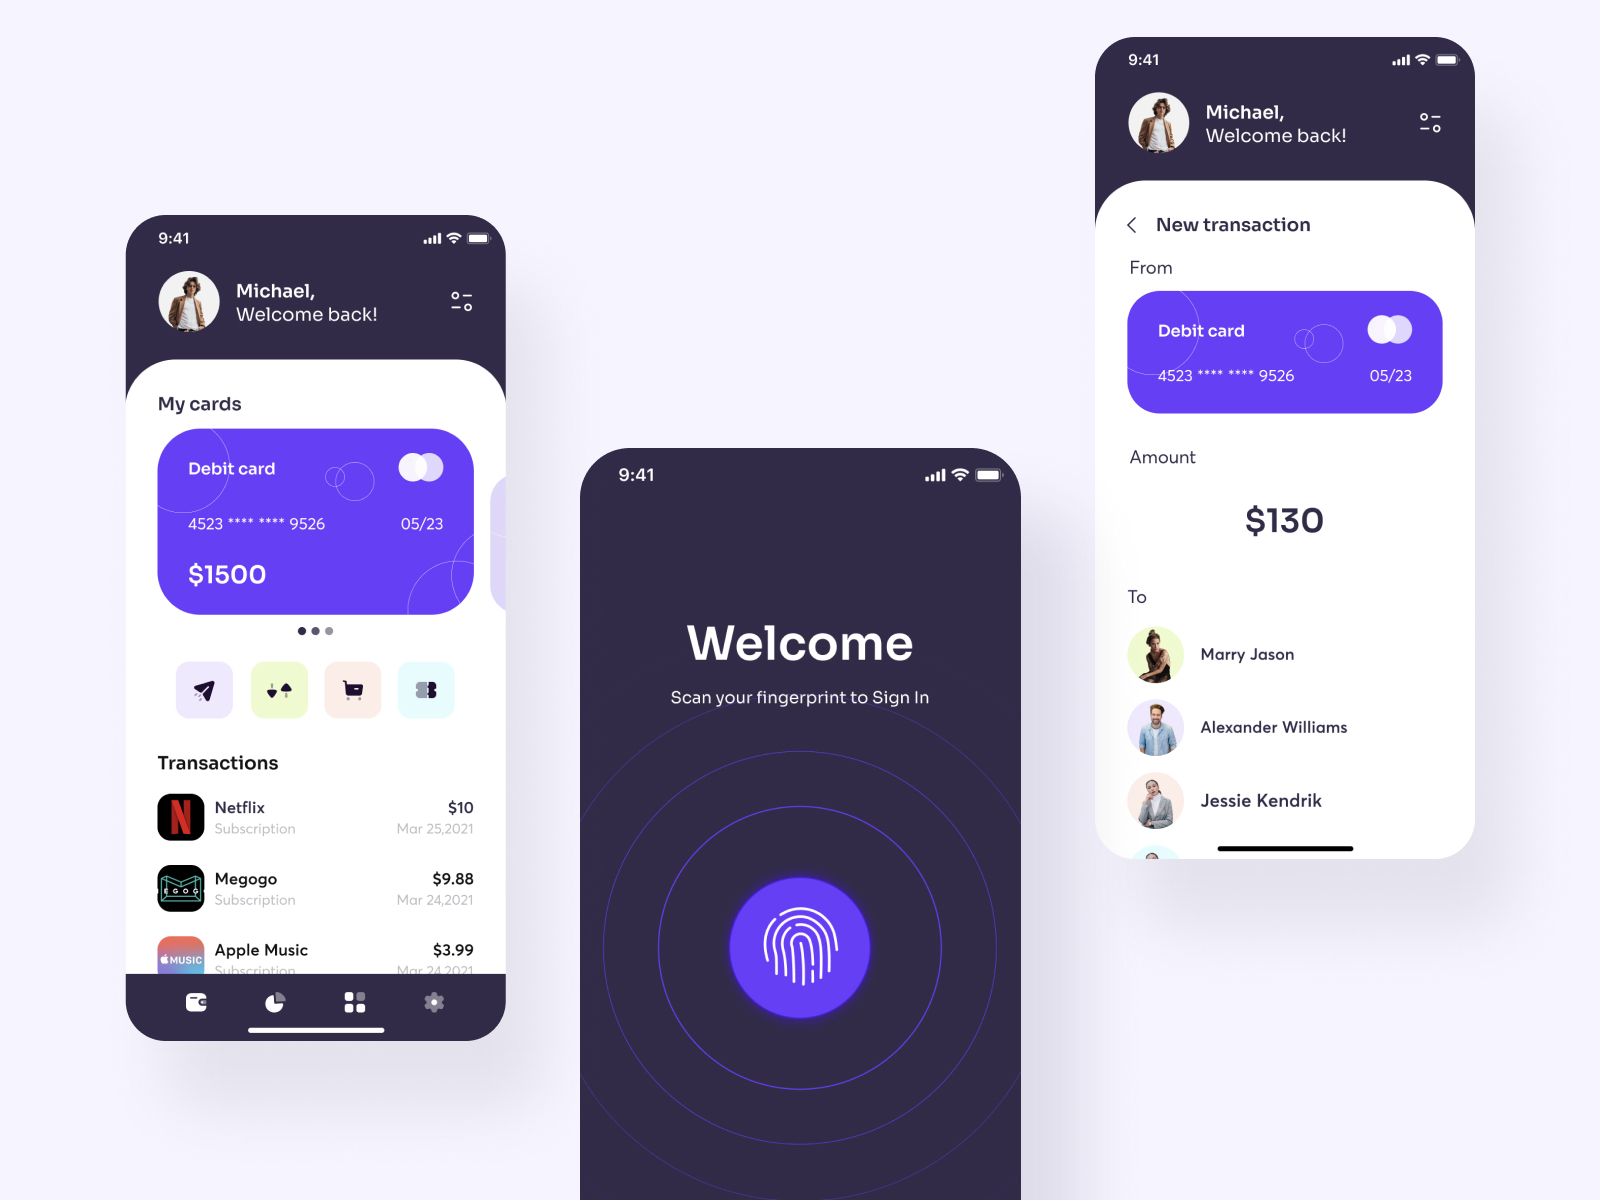 9:41
Michael,
Welcome back!
My cards
Debit card
4523 **** **** 9526 05/23
$1500
Transactions
Netflix $10
Subscription Mar 25,2021
Megogo $9.88
Subscription Mar 24,2021
MEGOGO
Apple Music $3.99
MUSIC
Subscription Mar 24,2021
9:41
Welcome
Scan your fingerprint to Sign In
9:41
Michael,
Welcome back!
New transaction
From
Debit card
4523 **** **** 9526 05/23
Amount
$130
To
Marry Jason
Alexander Williams
Jessie Kendrik